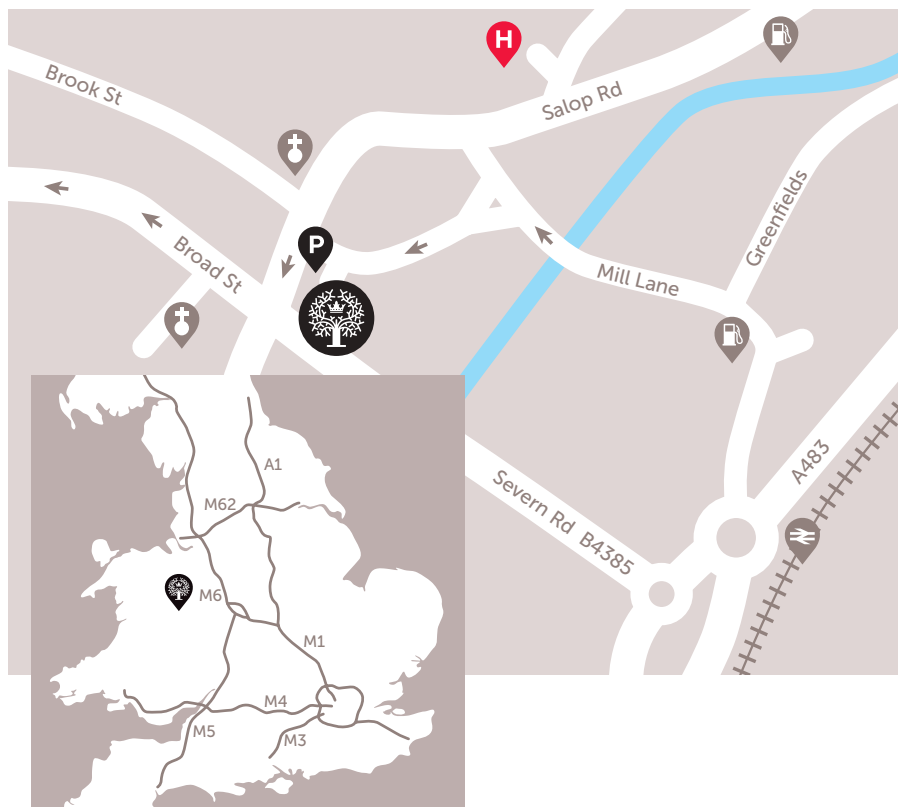 H
Brook St
Salop Rd
Greenfields
P
Broad St
Mill Lane
A483
Severn Rd B4385
A1
M62
M6
M1
M4
M5
M3